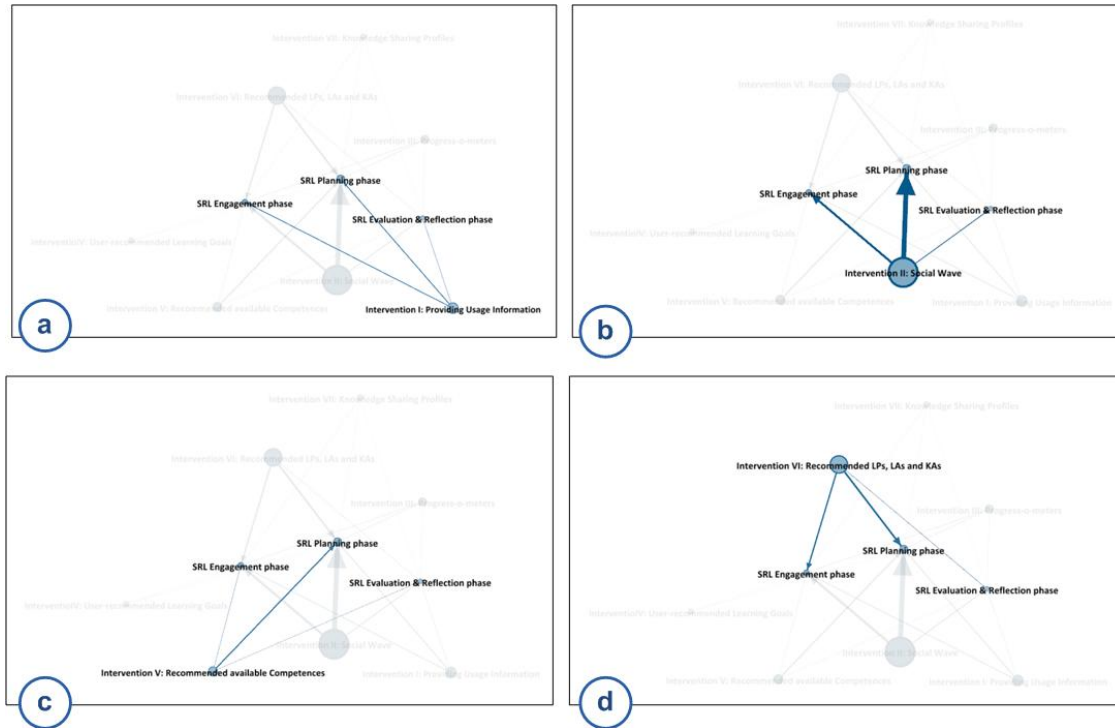 Intervention VII: Knowledge Sharing Profiles
Intervention VI: Recommended LPs, LAs and KAs
Intervention III: Progress-o-meters
SRL Planning phase
SRL Engagement phase
SRL Evaluation & Reflection phase
InterventioIV: User-recommended Learning Goals
Intervention II: Social Wave
Intervention V: Recommended available Competences
Intervention I: Providing Usage Information
a
Intervention VII: Knowledge Sharing Profiles
Intervention VI: Recommended LPs, LAs and KAs
Intervention III: Progress-o-meters
SRL Planning phase
SRL Engagement phase
SRL Evaluation & Reflection phase
InterventioIV: User-recommended Learning Goals
Intervention II: Social Wave
Intervention V: Recommended available Competences
Intervention I: Providing Usage Information
b
Intervention VII: Knowledge Sharing Profiles
Intervention VI: Recommended LPs, LAs and KAs
Intervention III: Progress-o-meters
SRL Planning phase
SRL Engagement phase
SRL Evaluation & Reflection phase
InterventioIV: User-recommended Learning Goals
Intervention II: Social Wave
Intervention V: Recommended available Competences
Intervention I: Providing Usage Information
c
Intervention VII: Knowledge Sharing Profiles
Intervention VI: Recommended LPs, LAs and KAs
Intervention III: Progress-o-meters
SRL Planning phase
SRL Engagement phase
SRL Evaluation & Reflection phase
InterventioIV: User-recommended Learning Goals
Intervention II: Social Wave
Intervention V: Recommended available Competences
Intervention I: Providing Usage Information
d